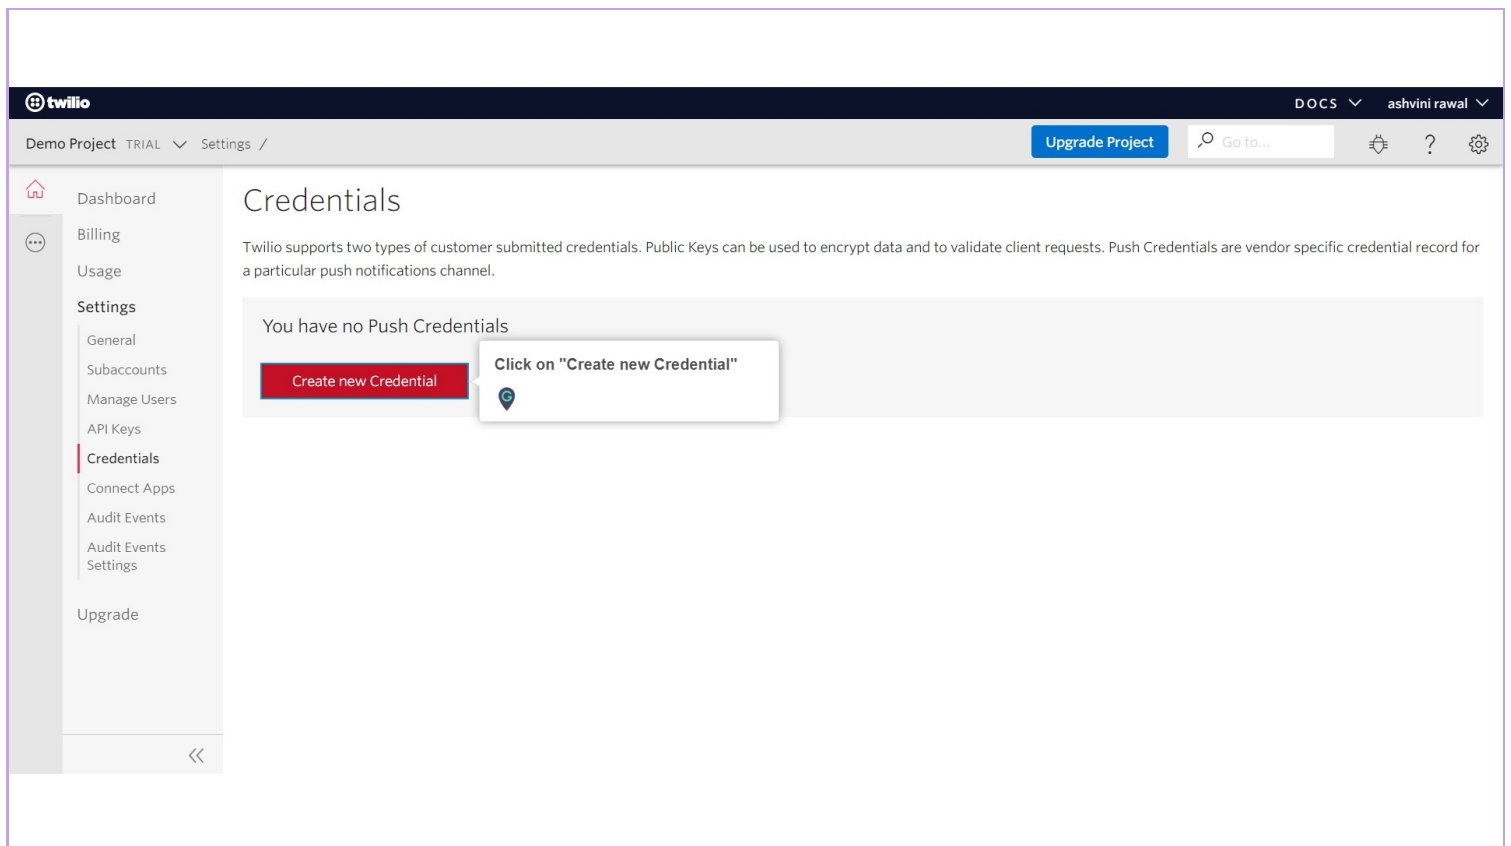 twilio
DOCS
ashvini rawal
Demo Project TRIAL Settings /
Upgrade Project
Go to...
Dashboard
Billing
Usage
Settings
General
Subaccounts
Manage Users
API Keys
Credentials
Connect Apps
Audit Events
Audit Events
Settings
Upgrade
Credentials
Twilio supports two types of customer submitted credentials. Public Keys can be used to encrypt data and to validate client requests. Push Credentials are vendor specific credential record for
a particular push notifications channel.
You have no Push Credentials
Create new Credential
Click on "Create new Credential"
G